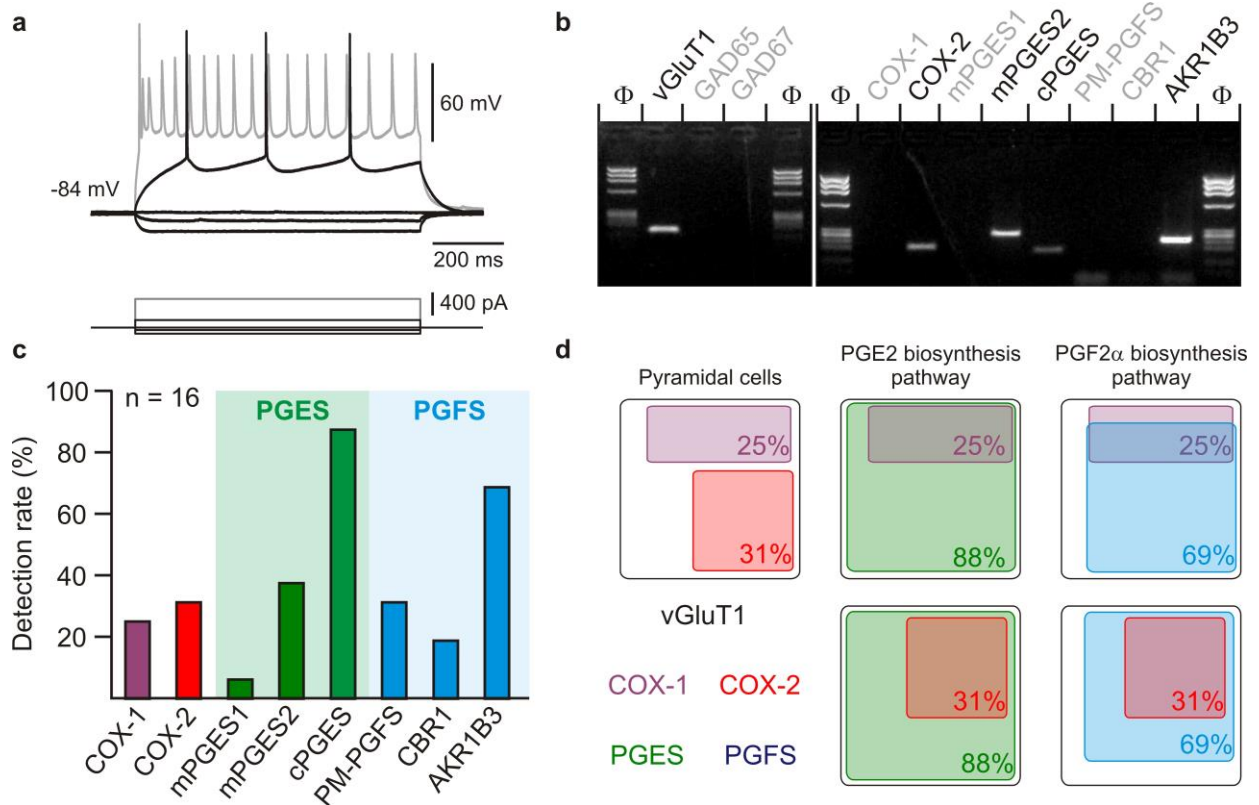 a
60 mV
-84 mV
200 ms
400 pA
b
Φ
vGluT1
GAD65
GAD67
Φ
Φ
COX-1
COX-2
mPGES1
mPGES2
cPGES
PM-PGFS
CBR1
AKR1B3
Φ
c
n = 16
PGES
PGFS
Detection rate (%)
100
80
60
40
20
COX-1
COX-2
mPGES1
mPGES2
cPGES
PM-PGFS
CBR1
AKR1B3
d
Pyramidal cells
PGE2 biosynthesis
pathway
PGF2α biosynthesis
pathway
25%
31%
25%
88%
25%
69%
vGluT1
COX-1
COX-2
PGES
PGFS
31%
88%
31%
69%